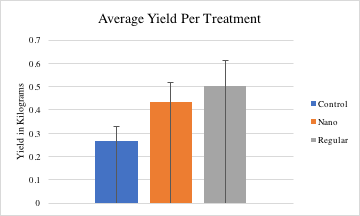 Average Yield Per Treatment
Yield in Kilograms
0.7
0.6
0.5
0.4
0.3
0.2
0.1
0
Control
Nano
Regular